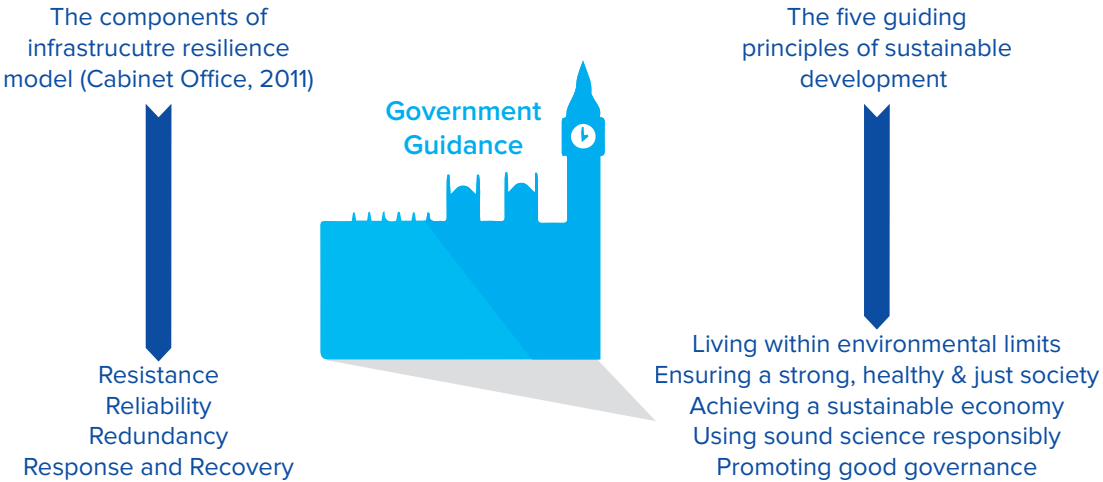 The components of
infrastrucutre resilience
model (Cabinet Office, 2011)
Resistance
Reliability
Redundancy
Response and Recovery
Government
Guidance
The five guiding
principles of sustainable
development
Living within environmental limits
Ensuring a strong, healthy & just society
Achieving a sustainable economy
Using sound science responsibly
Promoting good governance